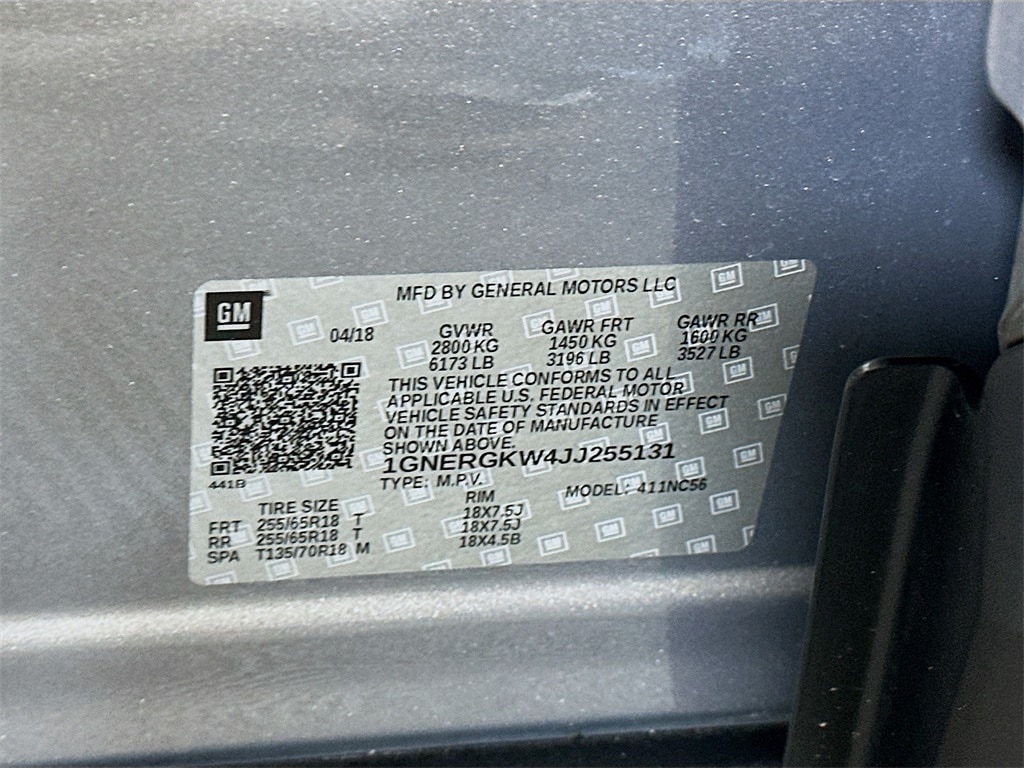 GM
MFD BY GENERAL MOTORS LLC
04/18 GVWR GAWR FRT GAWR RR
2800 KG 1450 KG 1600 KG
6173 LB 3196 LB 3527 LB
THIS VEHICLE CONFORMS TO ALL
APPLICABLE U.S. FEDERAL MOTOR
VEHICLE SAFETY STANDARDS IN EFFECT
ON THE DATE OF MANUFACTURE
SHOWN ABOVE.
1GNERGKW4JJ255131
441B
TYPE: M.P.V. MODEL: 411NC56
TIRE SIZE RIM
FRT 255/65R18 T 18X7.5J
RR 255/65R18 T 18X7.5J
SPA T135/70R18 M 18X4.5B